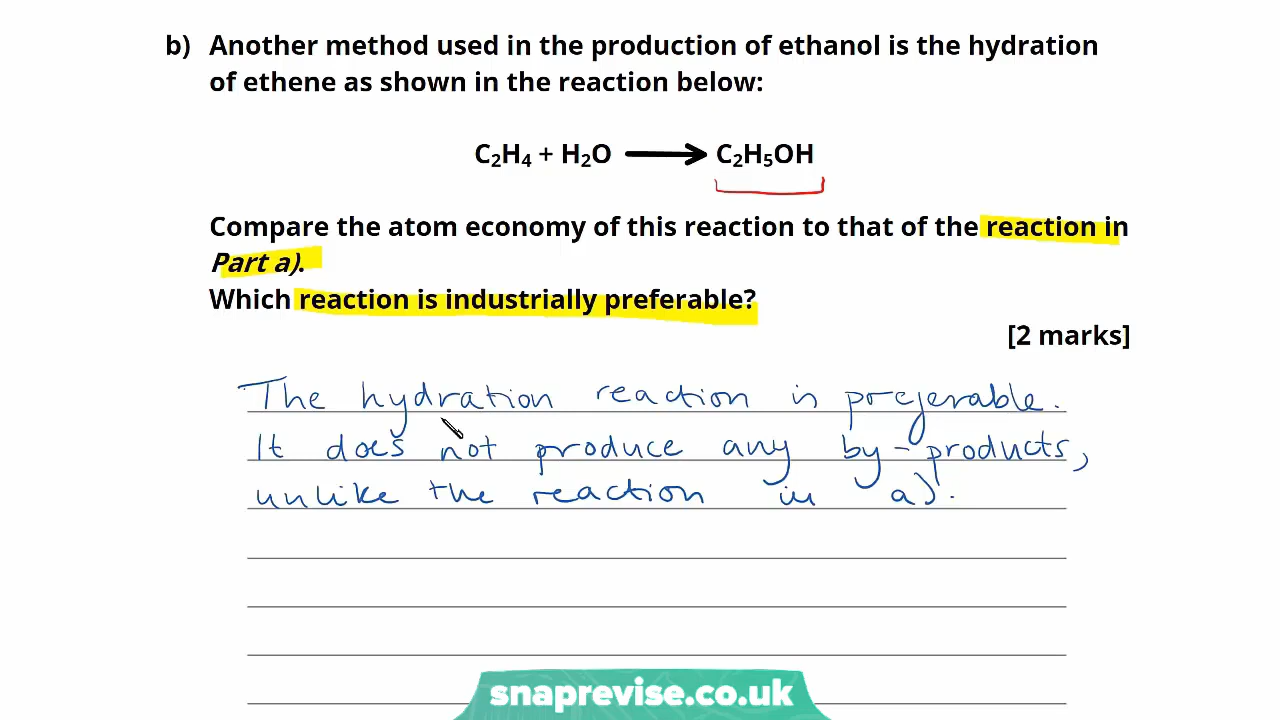 b) Another method used in the production of ethanol is the hydration
of ethene as shown in the reaction below:
C₂H₄ + H₂O ⟶ C₂H₅OH
Compare the atom economy of this reaction to that of the reaction in
Part a).
Which reaction is industrially preferable?
[2 marks]
The hydration reaction is preferable.
It does not produce any by-products,
unlike the reaction in a).
snaprevise.co.uk